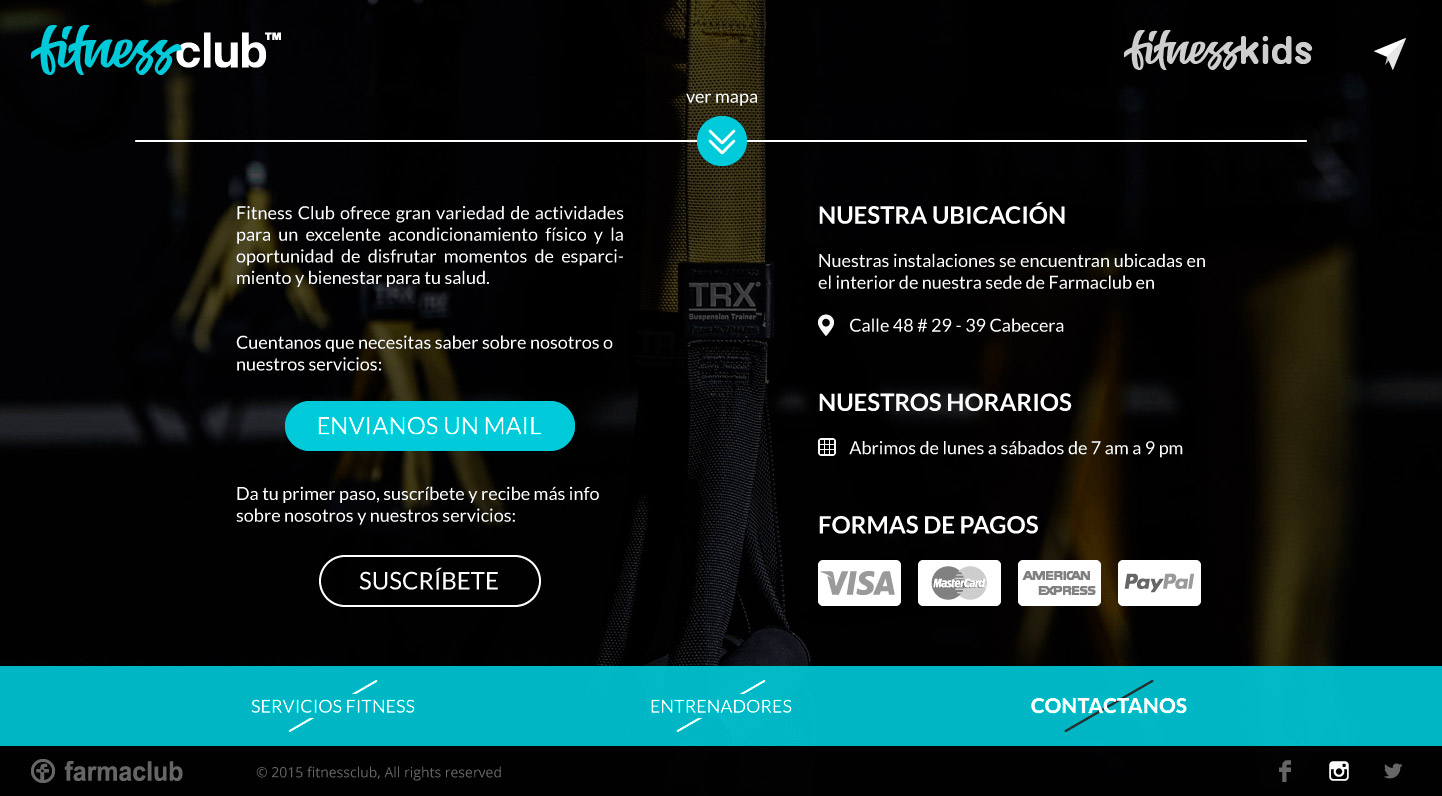 fitnessclub™
fitnesskids
ver mapa
Fitness Club ofrece gran variedad de actividades
para un excelente acondicionamiento físico y la
oportunidad de disfrutar momentos de esparci-
miento y bienestar para tu salud.
Cuentanos que necesitas saber sobre nosotros o
nuestros servicios:
ENVIANOS UN MAIL
Da tu primer paso, suscríbete y recibe más info
sobre nosotros y nuestros servicios:
SUSCRÍBETE
TRX®
Suspension Trainer™
NUESTRA UBICACIÓN
Nuestras instalaciones se encuentran ubicadas en
el interior de nuestra sede de Farmaclub en
Calle 48 # 29 - 39 Cabecera
NUESTROS HORARIOS
Abrimos de lunes a sábados de 7 am a 9 pm
FORMAS DE PAGOS
VISA
MasterCard
AMERICAN
EXPRESS
PayPal
SERVICIOS FITNESS
ENTRENADORES
CONTACTANOS
farmaclub
© 2015 fitnessclub, All rights reserved